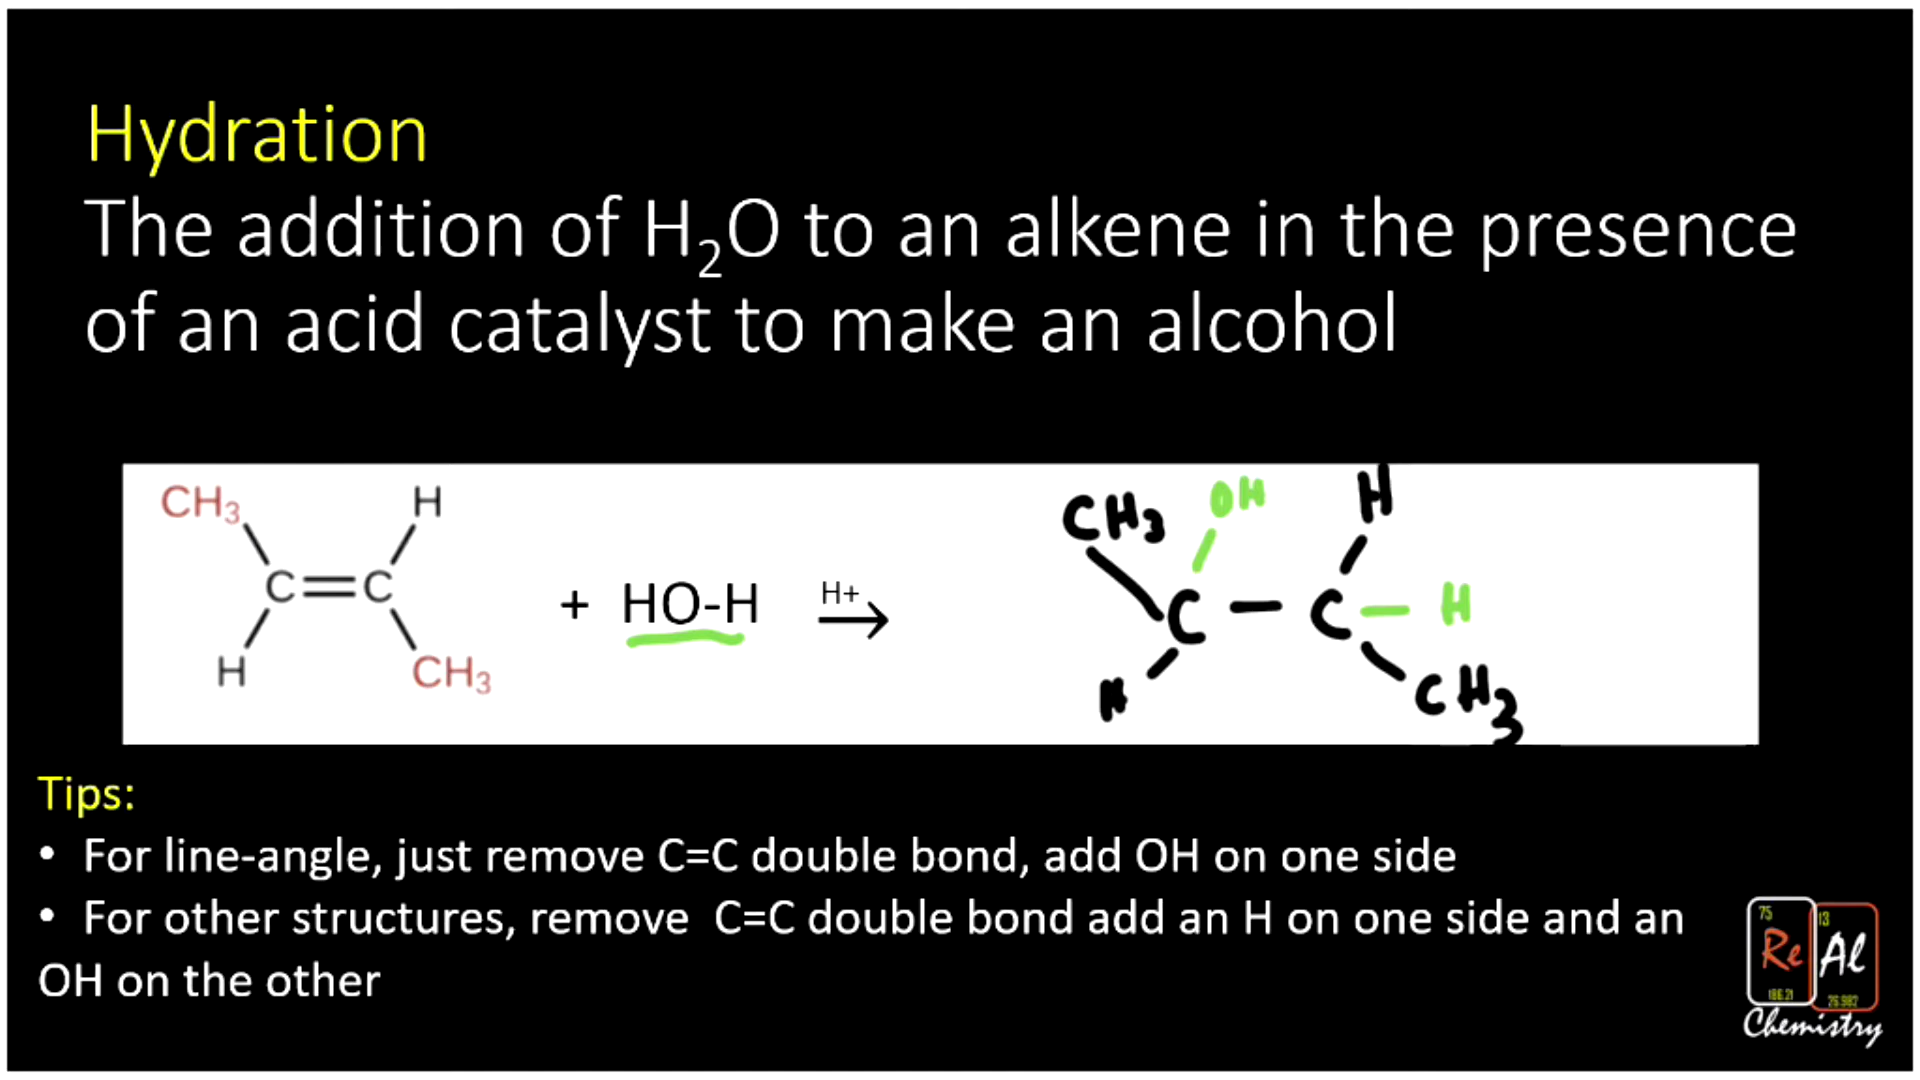 Hydration
The addition of H₂O to an alkene in the presence
of an acid catalyst to make an alcohol
CH₃ H
C=C
H CH₃
+ HO-H
H+
→
CH₃ OH H
C - C - H
H CH₃
Tips:
• For line-angle, just remove C=C double bond, add OH on one side
• For other structures, remove C=C double bond add an H on one side and an
OH on the other
75 13
Re Al
186.21 26.982
Chemistry